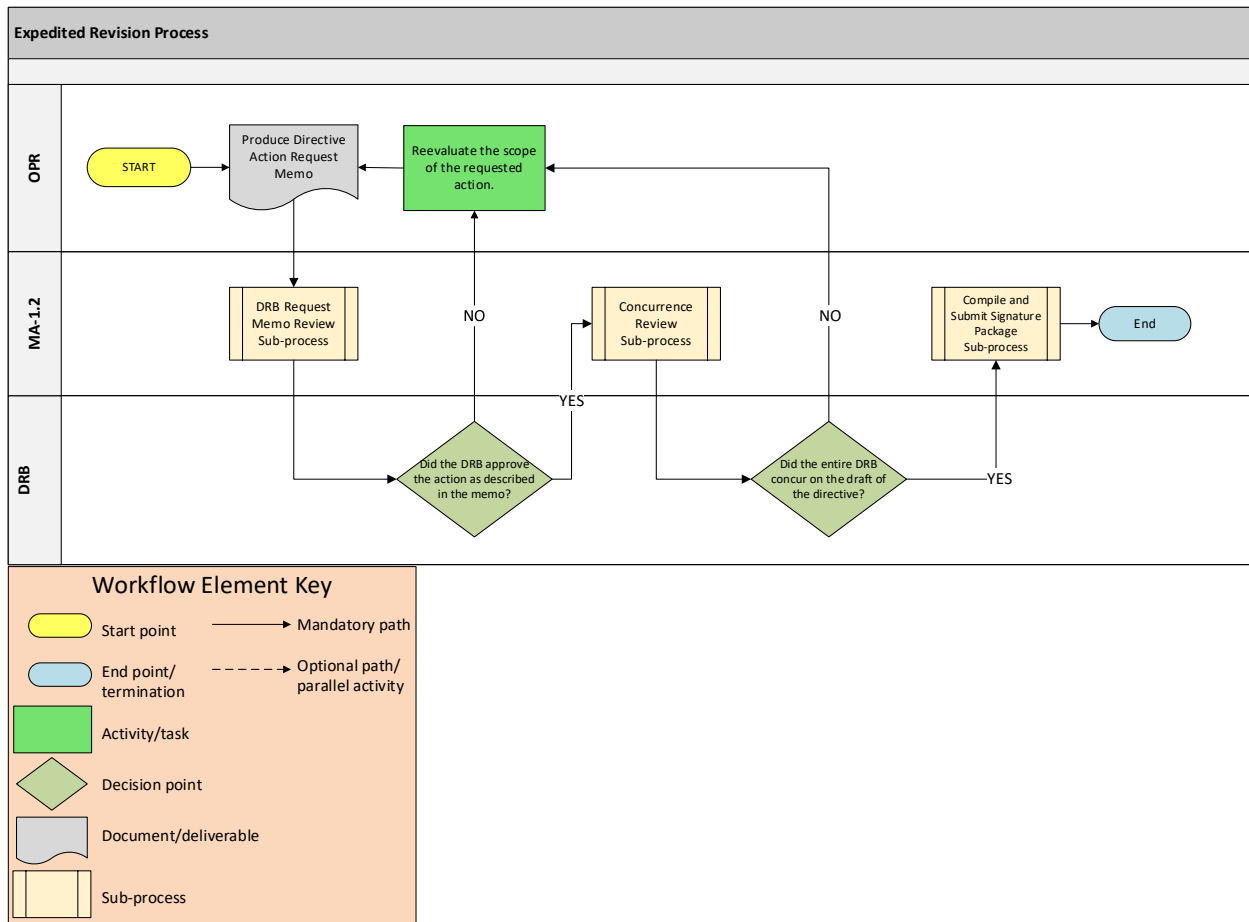 Expedited Revision Process
OPR
START
Produce Directive
Action Request
Memo
Reevaluate the scope
of the requested
action.
MA-1.2
DRB Request
Memo Review
Sub-process
NO
Concurrence
Review
Sub-process
NO
Compile and
Submit Signature
Package
Sub-process
End
YES
DRB
Did the DRB approve
the action as described
in the memo?
Did the entire DRB
concur on the draft of
the directive?
YES
Workflow Element Key
Start point
Mandatory path
End point/
termination
Optional path/
parallel activity
Activity/task
Decision point
Document/deliverable
Sub-process